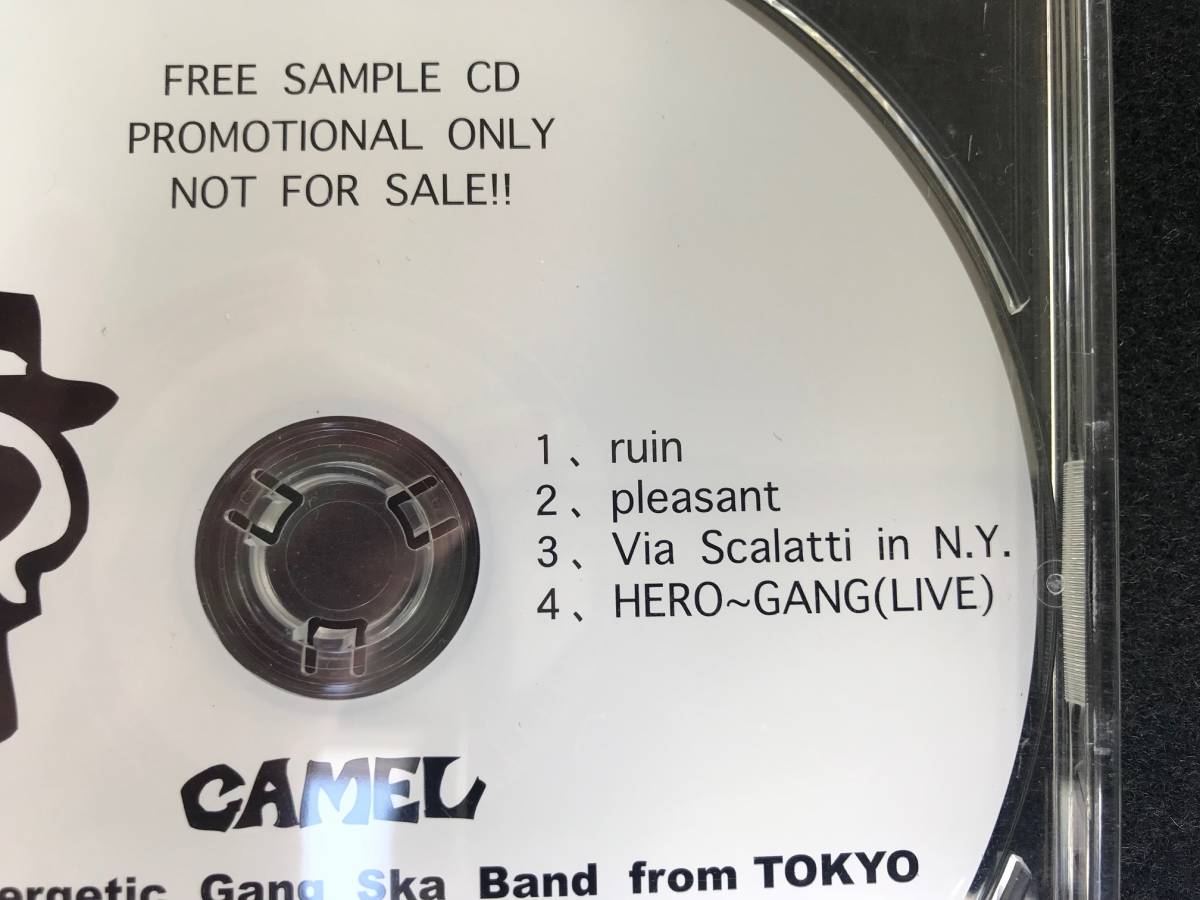 FREE SAMPLE CD
PROMOTIONAL ONLY
NOT FOR SALE!!
1、ruin
2、pleasant
3、Via Scalatti in N.Y.
4、HERO~GANG(LIVE)
CAMEL
ergetic Gang Ska Band from TOKYO